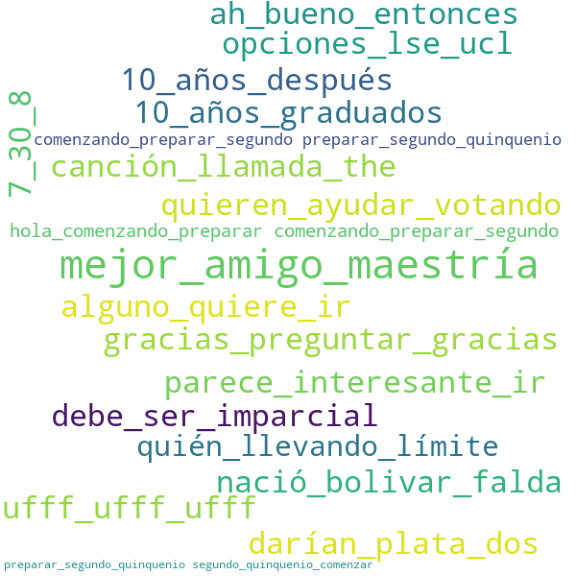 ah_bueno_entonces
opciones_lse_ucl
10_años_después
10_años_graduados
7_30_8
comenzando_preparar_segundo preparar_segundo_quinquenio
canción_llamada_the
quieren_ayudar_votando
hola_comenzando_preparar comenzando_preparar_segundo
mejor_amigo_maestría
alguno_quiere_ir
gracias_preguntar_gracias
parece_interesante_ir
debe_ser_imparcial
quién_llevando_límite
nació_bolivar_falda
ufff_ufff_ufff
darían_plata_dos
preparar_segundo_quinquenio segundo_quinquenio_comenzar